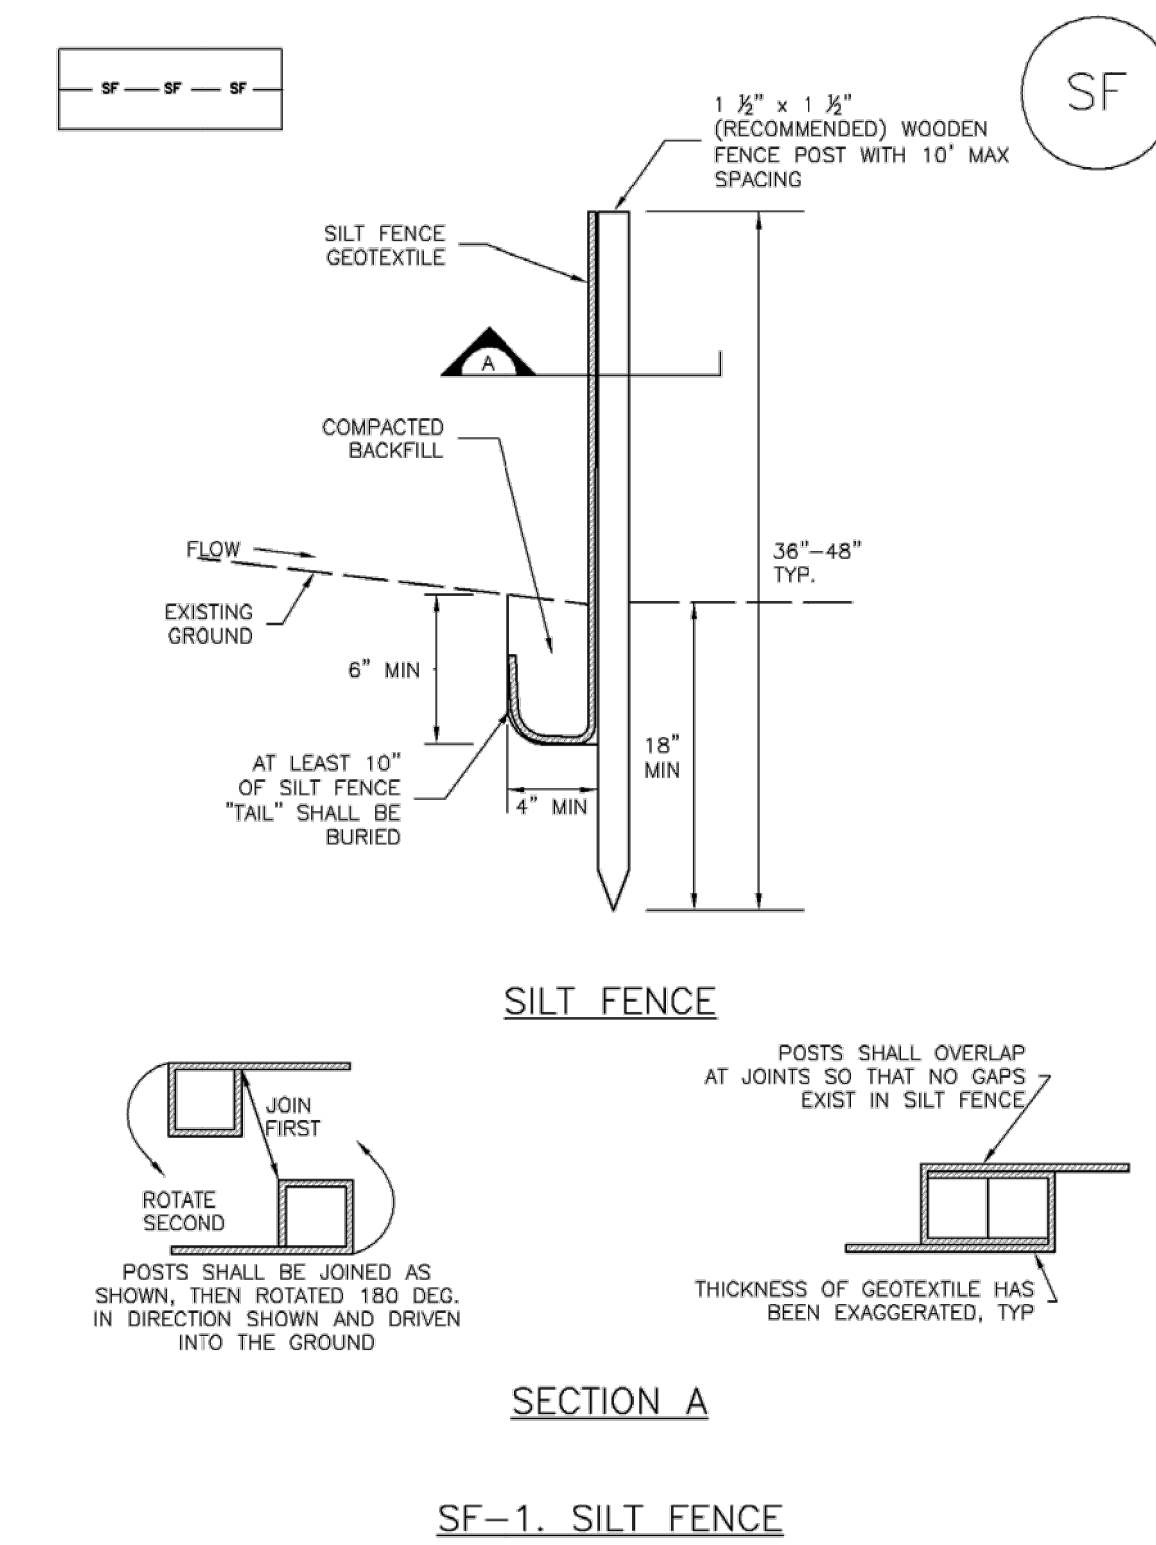 SF SF SF
SF
1 ½" x 1 ½"
(RECOMMENDED) WOODEN
FENCE POST WITH 10' MAX
SPACING
SILT FENCE
GEOTEXTILE
A
COMPACTED
BACKFILL
FLOW
36"-48"
TYP.
EXISTING
GROUND
6" MIN
18"
MIN
AT LEAST 10"
OF SILT FENCE
"TAIL" SHALL BE
BURIED
4" MIN
SILT FENCE
JOIN
FIRST
ROTATE
SECOND
POSTS SHALL BE JOINED AS
SHOWN, THEN ROTATED 180 DEG.
IN DIRECTION SHOWN AND DRIVEN
INTO THE GROUND
POSTS SHALL OVERLAP
AT JOINTS SO THAT NO GAPS
EXIST IN SILT FENCE
THICKNESS OF GEOTEXTILE HAS
BEEN EXAGGERATED, TYP
SECTION A
SF-1. SILT FENCE